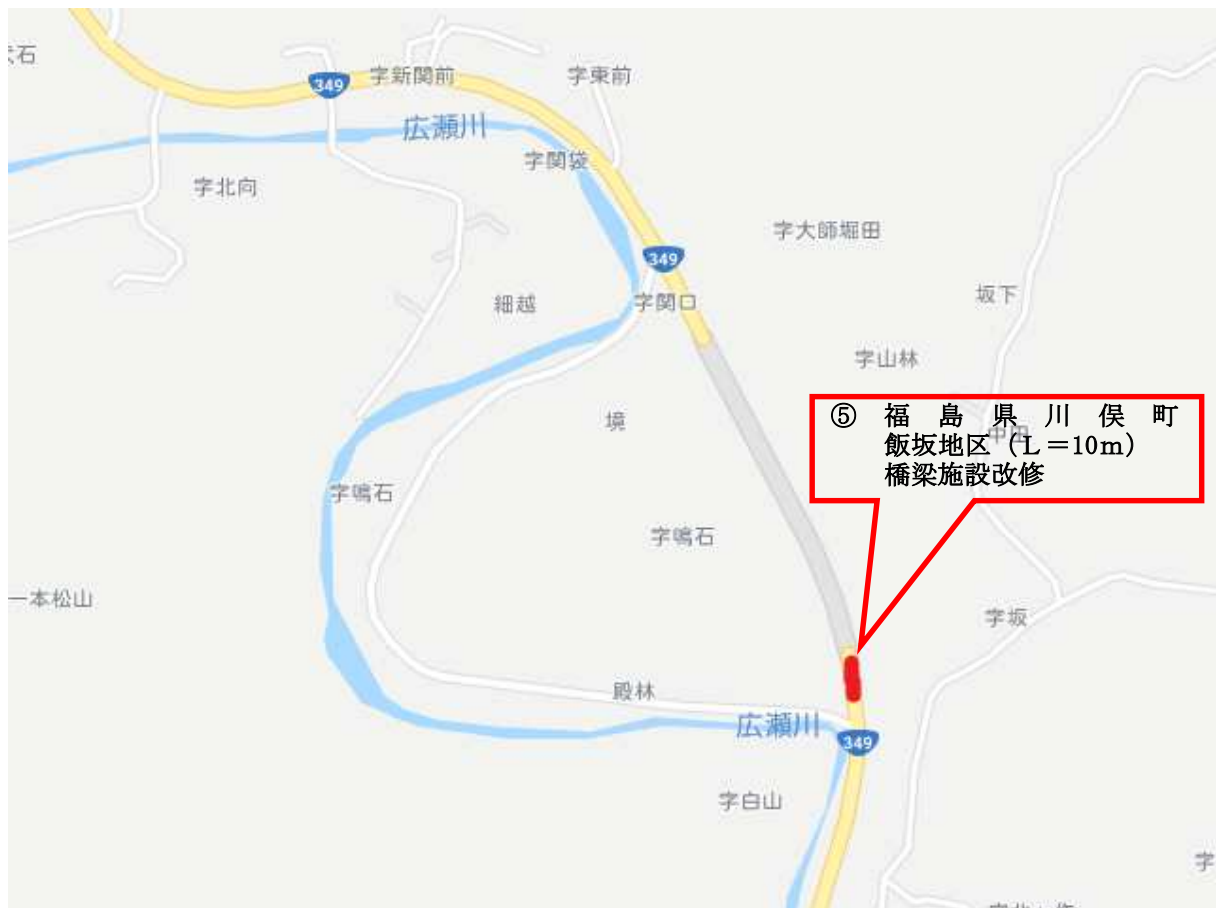 349
字新関前
字東前
広瀬川
字関袋
字北向
字大師堀田
349
坂下
細越
字関口
字山林
境
⑤ 福島県川俣町
飯坂地区（L＝10m）
橋梁施設改修
中田
字鳴石
字鳴石
一本松山
字坂
殿林
広瀬川
349
字白山
字